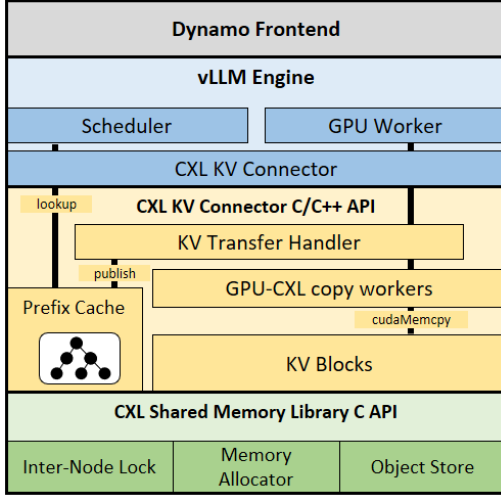 Dynamo Frontend
vLLM Engine
Scheduler
GPU Worker
CXL KV Connector
lookup
CXL KV Connector C/C++ API
KV Transfer Handler
publish
GPU-CXL copy workers
Prefix Cache
cudaMemcpy
KV Blocks
CXL Shared Memory Library C API
Inter-Node Lock
Memory
Allocator
Object Store